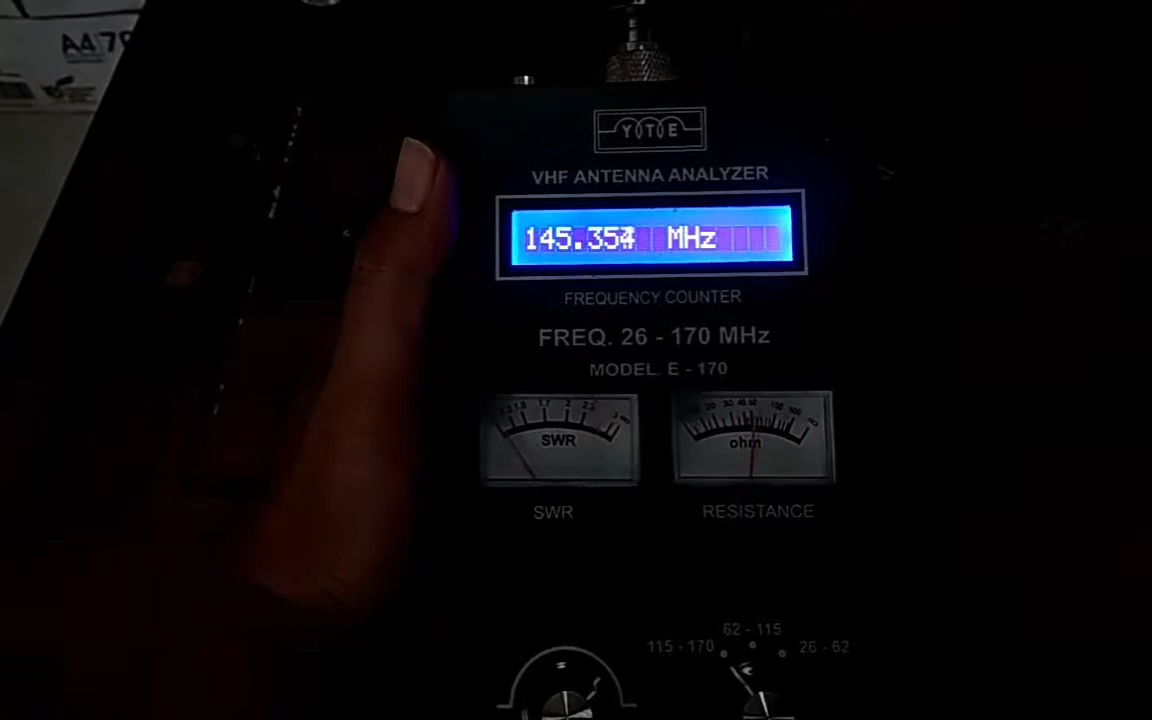 A4
YTE
VHF ANTENNA ANALYZER
145.354 MHz
FREQUENCY COUNTER
FREQ. 26 - 170 MHz
MODEL. E - 170
SWR
ohm
SWR
RESISTANCE
62 - 115
115 - 170
26 - 62